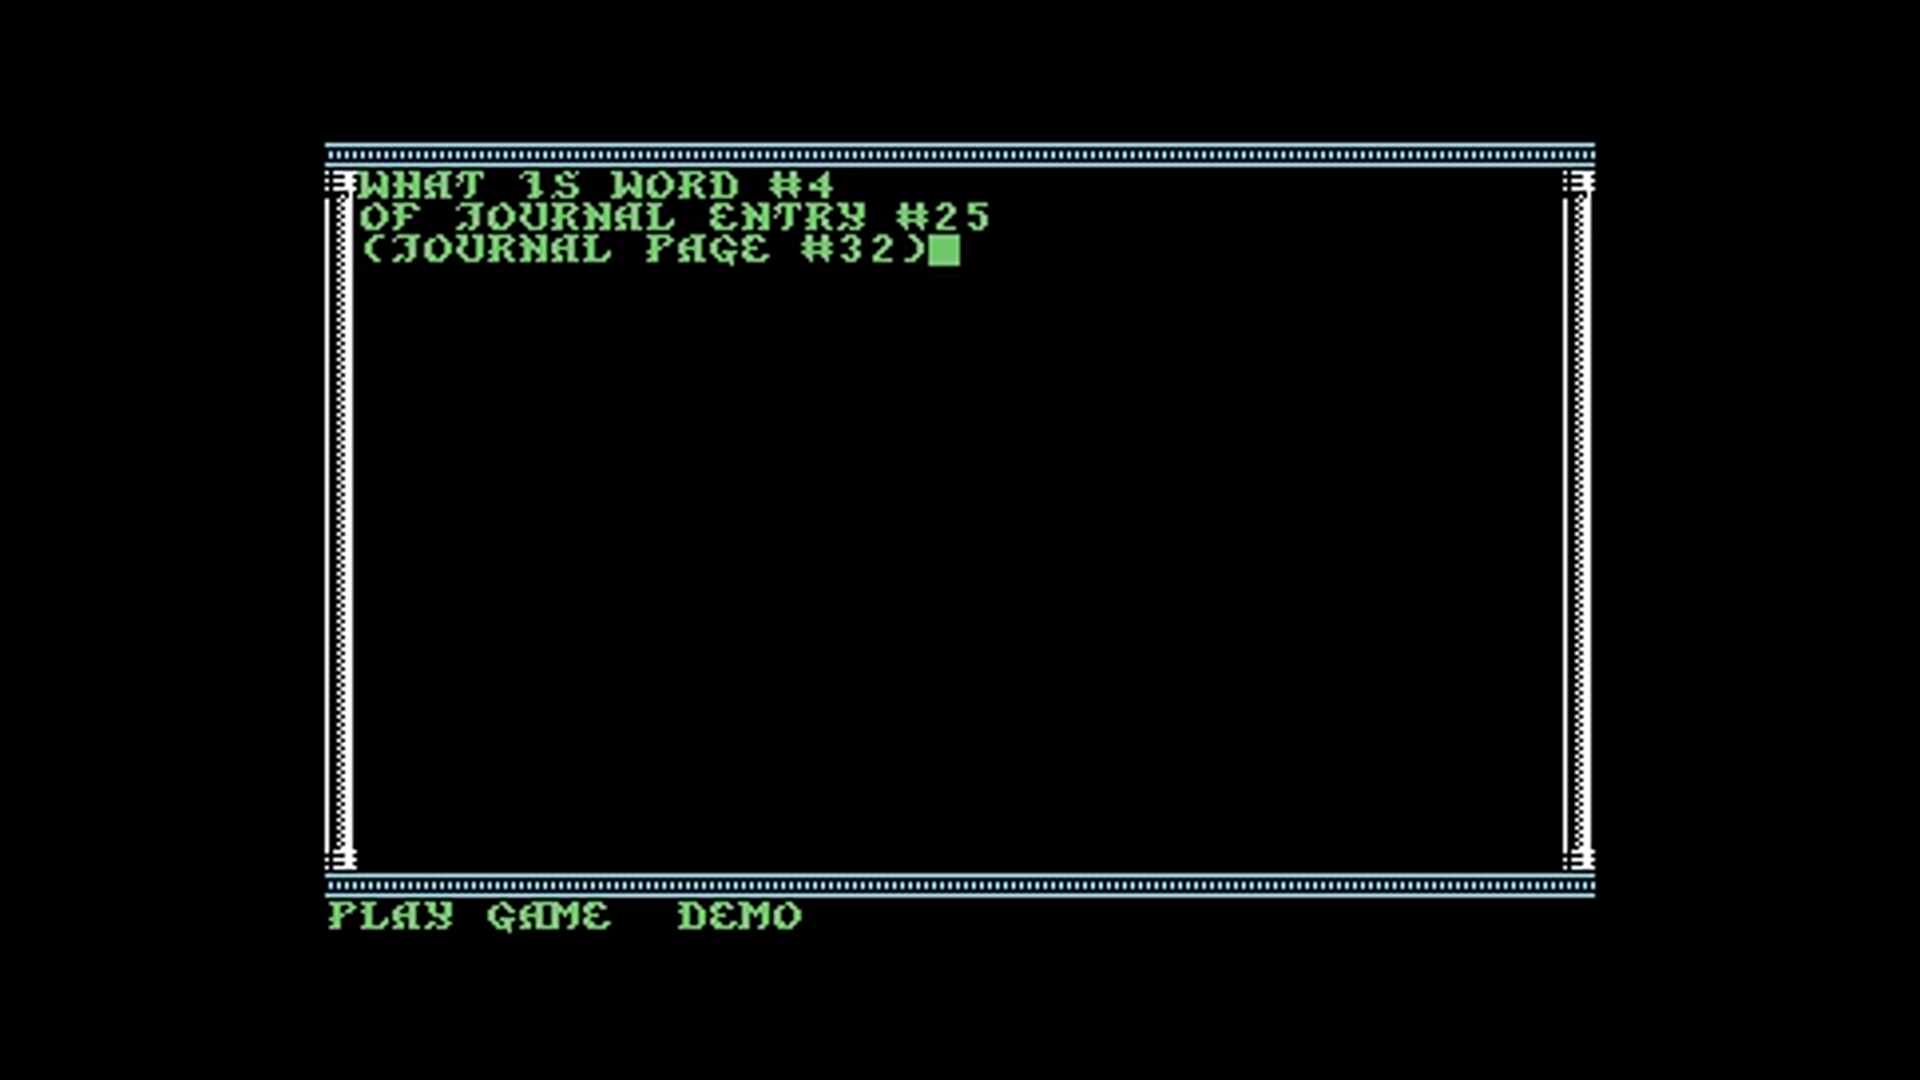 WHAT IS WORD #4
OF JOURNAL ENTRY #25
(JOURNAL PAGE #32)
PLAY GAME DEMO